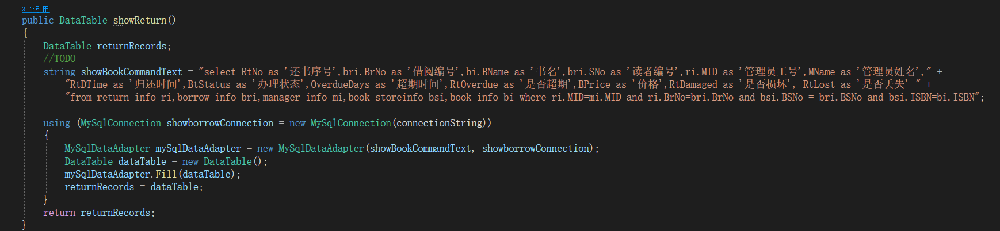 3 个引用
public DataTable showReturn()
{
DataTable returnRecords;
//TODO
string showBookCommandText = "select RtNo as '还书序号',bri.BrNo as '借阅编号',bi.BName as '书名',bri.SNo as '读者编号',ri.MID as '管理员工号',MName as '管理员姓名'," +
"RtDTime as '归还时间',BtStatus as '办理状态',OverdueDays as '超期时间',RtOverdue as '是否超期',BPrice as '价格',RtDamaged as '是否损坏', RtLost as '是否丢失' " +
"from return_info ri,borrow_info bri,manager_info mi,book_storeinfo bsi,book_info bi where ri.MID=mi.MID and ri.BrNo=bri.BrNo and bsi.BSNo = bri.BSNo and bsi.ISBN=bi.ISBN";
using (MySqlConnection showborrowConnection = new MySqlConnection(connectionString))
{
MySqlDataAdapter mySqlDataAdapter = new MySqlDataAdapter(showBookCommandText, showborrowConnection);
DataTable dataTable = new DataTable();
mySqlDataAdapter.Fill(dataTable);
returnRecords = dataTable;
}
return returnRecords;
}